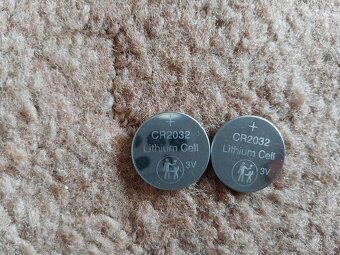 +
CR2032
Lithium Cell
3V
+
CR2032
Lithium Cell
3V